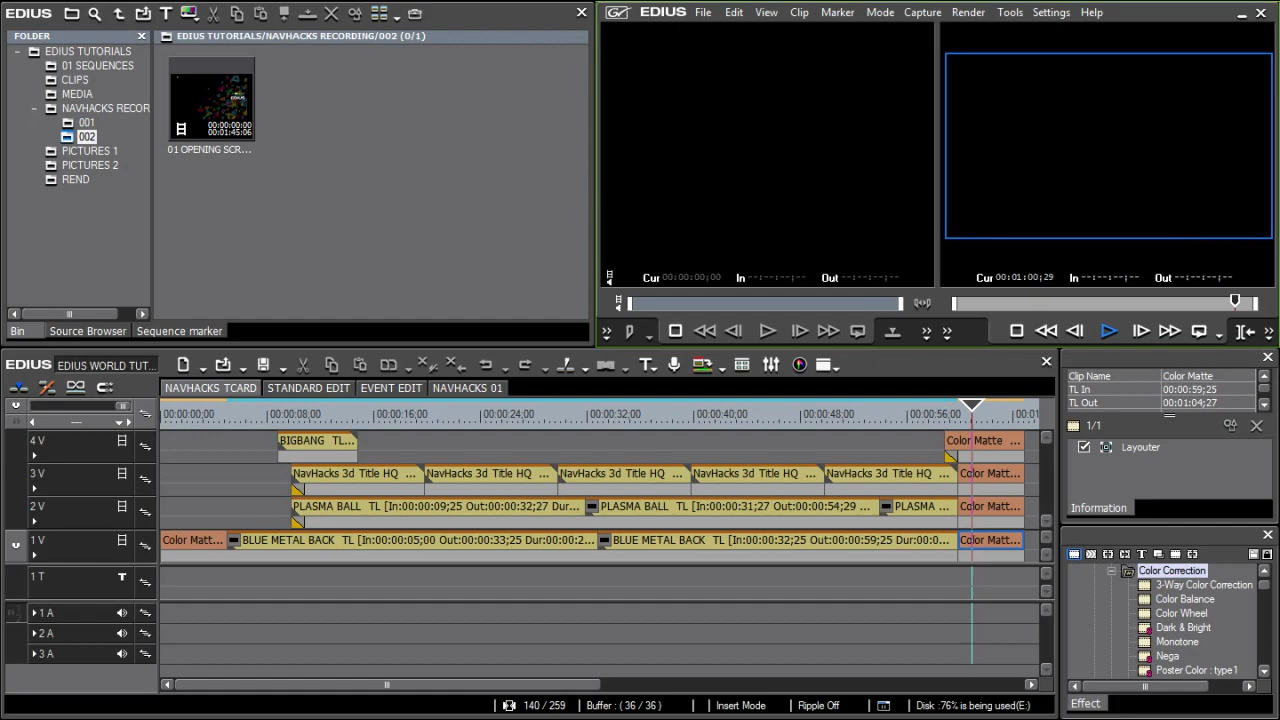 EDIUS
FOLDER
EDIUS TUTORIALS/NAVHACKS RECORDING/002 (0/1)
EDIUS TUTORIALS
01 SEQUENCES
CLIPS
MEDIA
NAVHACKS RECOR
001
002
PICTURES 1
PICTURES 2
REND
00:00:00:00
00:01:45:06
01 OPENING SCR...
Bin
Source Browser
Sequence marker
EDIUS File Edit View Clip Marker Mode Capture Render Tools Settings Help
Cur 00:00:00;00 In --:--:--;-- Out --:--:--;--
Cur 00:01:00;29 In --:--:--;-- Out --:--:--;--
EDIUS EDIUS WORLD TUT...
NAVHACKS TCARD STANDARD EDIT EVENT EDIT NAVHACKS 01
00:00:00;00 00:00:08;00 00:00:16;00 00:00:24;00 00:00:32;00 00:00:40;00 00:00:48;00 00:00:56;00 00:01
4 V BIGBANG TL... Color Matte ...
3 V NavHacks 3d Title HQ ... NavHacks 3d Title HQ ... NavHacks 3d Title HQ ... NavHacks 3d Title HQ ... NavHacks 3d Title HQ ... Color Matt...
2 V PLASMA BALL TL [In:00:00:09;25 Out:00:00:32;27 Dur... PLASMA BALL TL [In:00:00:31;27 Out:00:00:54;29 ... PLASMA ... Color Matt...
1 V Color Matt... BLUE METAL BACK TL [In:00:00:05;00 Out:00:00:33;25 Dur:00:00:2... BLUE METAL BACK TL [In:00:00:32;25 Out:00:00:59;25 Dur:00:0... Color Matt...
1 T T
1 A
2 A
3 A
Clip Name Color Matte
TL In 00:00:59;25
TL Out 00:01:04;27
1/1
Layouter
Information
Color Correction
3-Way Color Correction
Color Balance
Color Wheel
Dark & Bright
Monotone
Nega
Poster Color : type1
Effect
140 / 259 Buffer : ( 36 / 36 ) Insert Mode Ripple Off Disk :76% is being used(E:)